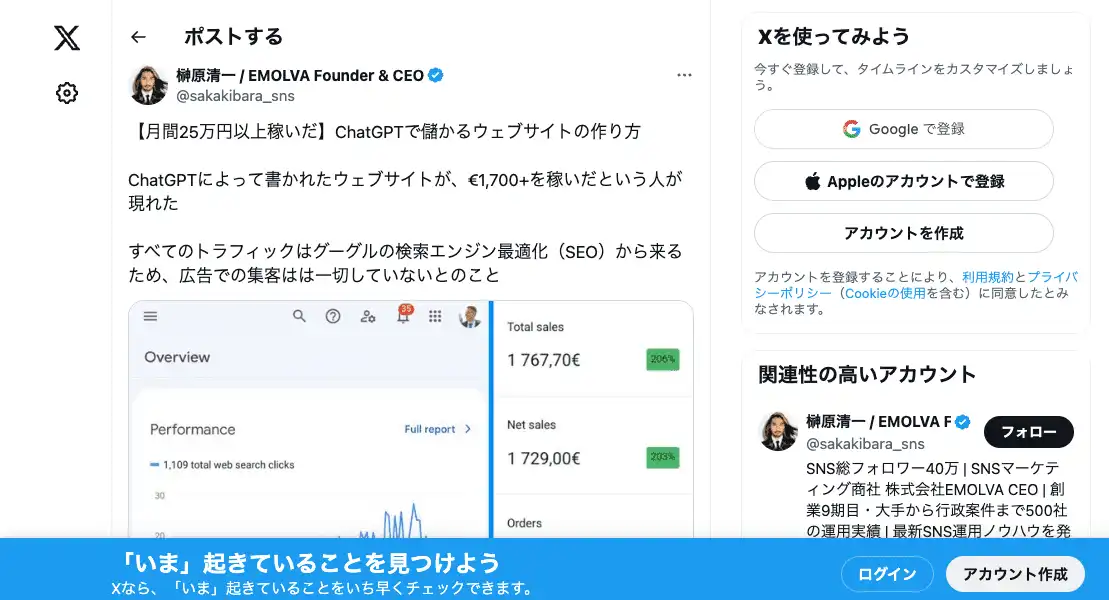 ポストする
榊原清一 / EMOLVA Founder & CEO
@sakakibara_sns
【月間25万円以上稼いだ】ChatGPTで儲かるウェブサイトの作り方
ChatGPTによって書かれたウェブサイトが、€1,700+を稼いだという人が
現れた
すべてのトラフィックはグーグルの検索エンジン最適化（SEO）から来る
ため、広告での集客はは一切していないとのこと
35
Overview
Performance
Full report
1,109 total web search clicks
30
20
Total sales
1 767,70€
206%
Net sales
1 729,00€
203%
Orders
Xを使ってみよう
今すぐ登録して、タイムラインをカスタマイズしましょ
う。
Google で登録
Appleのアカウントで登録
アカウントを作成
アカウントを登録することにより、利用規約とプライバ
シーポリシー（Cookieの使用を含む）に同意したとみ
なされます。
関連性の高いアカウント
榊原清一 / EMOLVA F
@sakakibara_sns
フォロー
SNS総フォロワー40万 | SNSマーケテ
ィング商社 株式会社EMOLVA CEO | 創
業9期目・大手から行政案件まで500社
の運用実績 | 最新SNS運用ノウハウを発
「いま」起きていることを見つけよう
Xなら、「いま」起きていることをいち早くチェックできます。
ログイン
アカウント作成